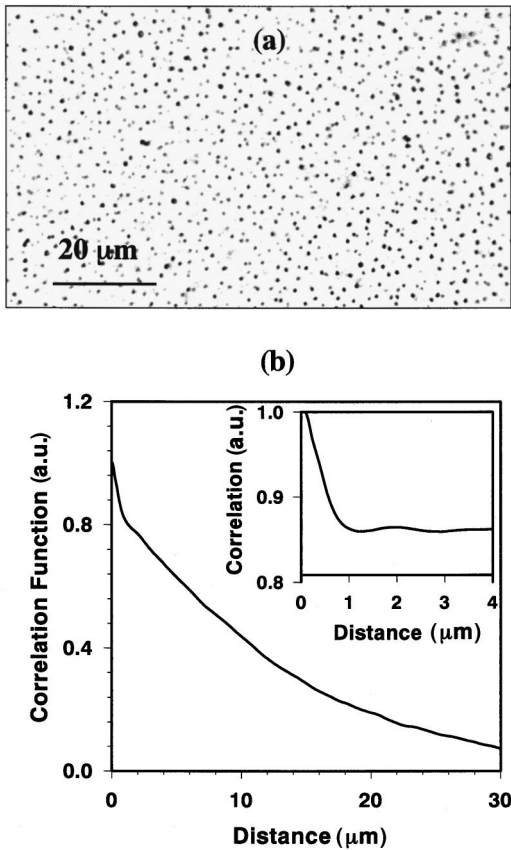 (a)
20 μm
(b)
Correlation Function (a.u.)
1.2
0.8
0.4
0.0
0
10
20
30
Distance (μm)
Correlation (a.u.)
1.0
0.9
0.8
0
1
2
3
4
Distance (μm)